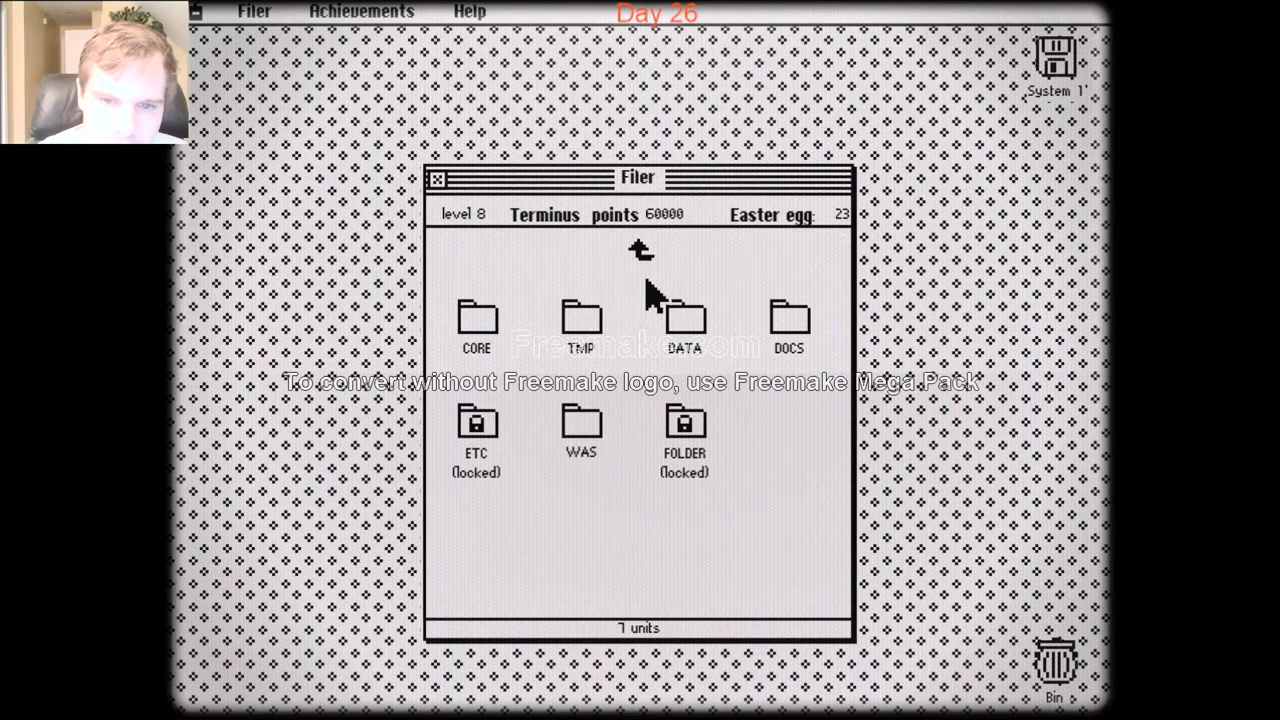 Filer Achievements Help Day 26
System 1
Filer
level 8 Terminus points 60000 Easter egg: 23
CORE TMP DATA DOCS
Freemake.com
To convert without Freemake logo, use Freemake Mega Pack
ETC WAS FOLDER
(locked) (locked)
7 units
Bin